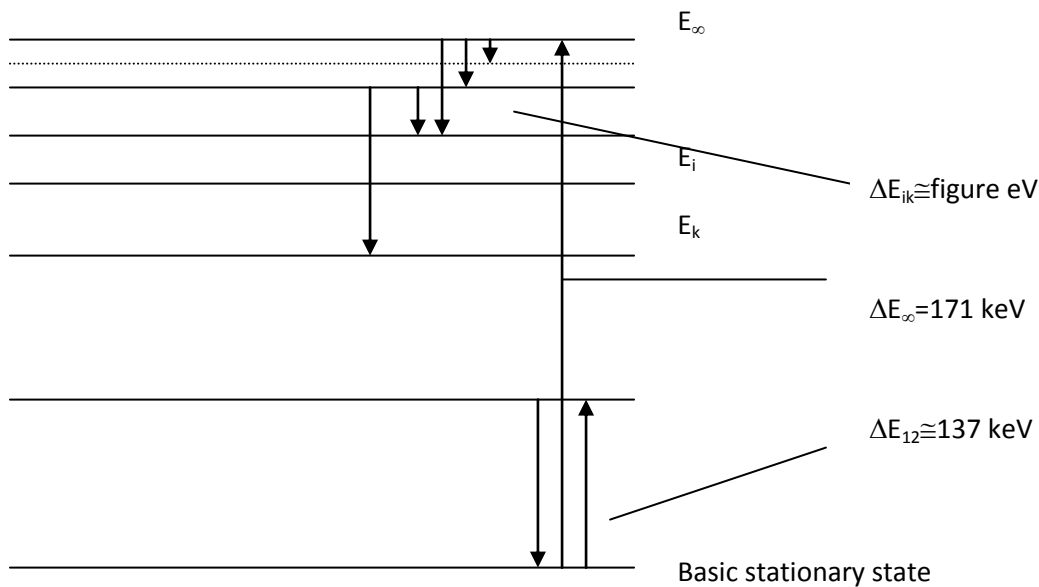 E∞
Ei
ΔEik≅figure eV
Ek
ΔE∞=171 keV
ΔE12≅137 keV
Basic stationary state